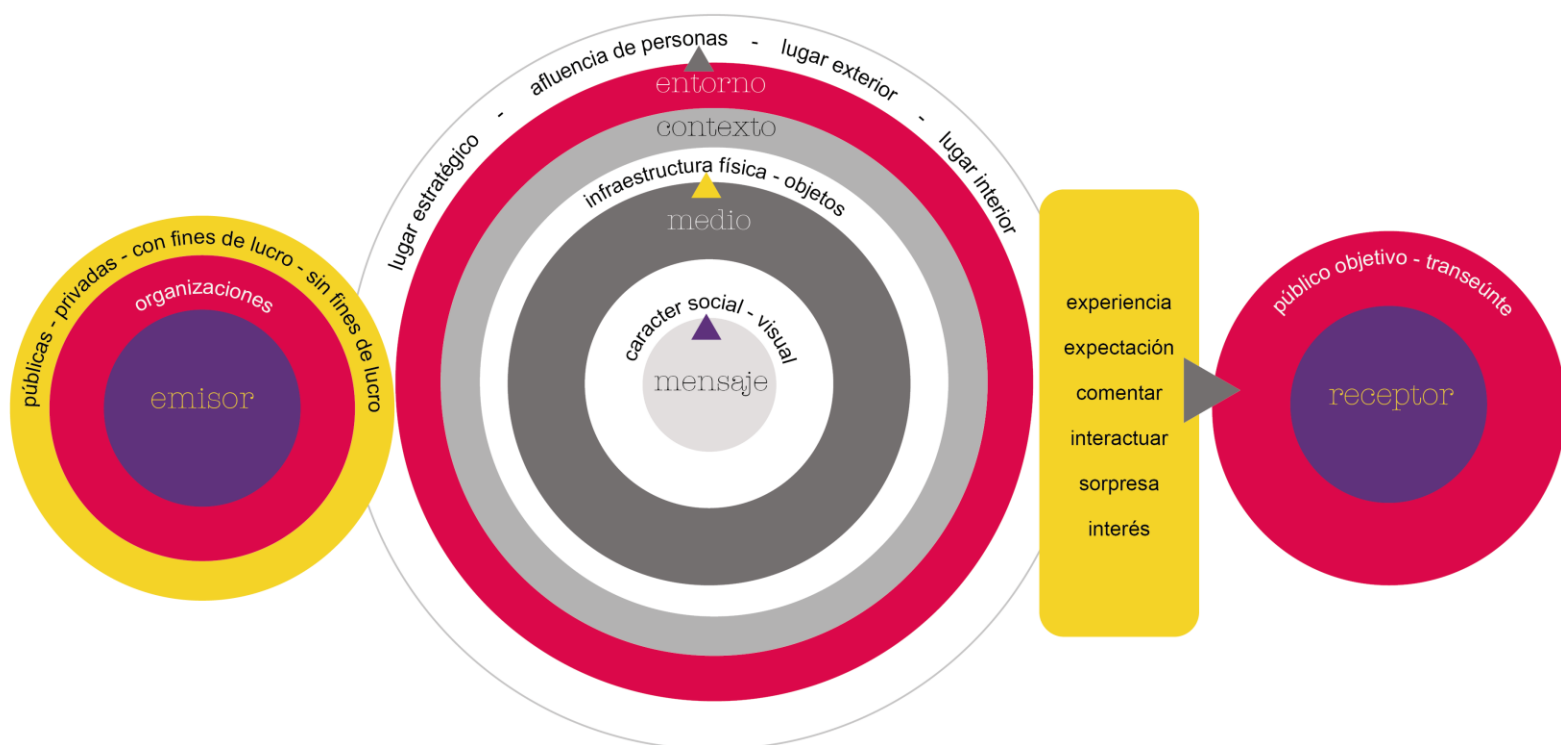 públicas - privadas - con fines de lucro - sin fines de lucro
organizaciones
emisor
lugar estratégico - afluencia de personas - lugar exterior - lugar interior
entorno
contexto
infraestructura física - objetos
medio
caracter social - visual
mensaje
experiencia
expectación
comentar
interactuar
sorpresa
interés
público objetivo - transeúnte
receptor